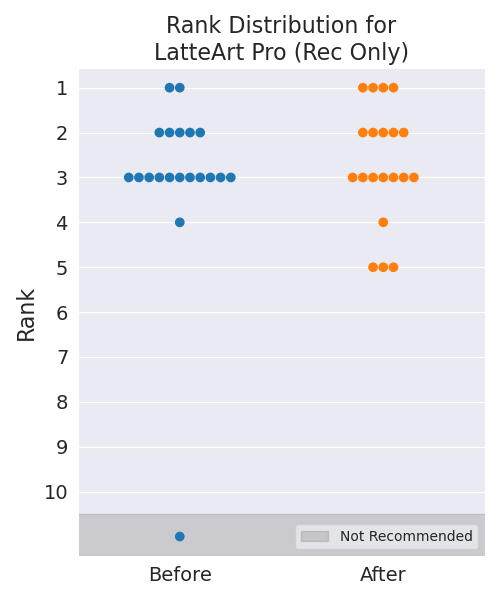 Rank Distribution for
LatteArt Pro (Rec Only)
Rank
1
2
3
4
5
6
7
8
9
10
Not Recommended
Before
After